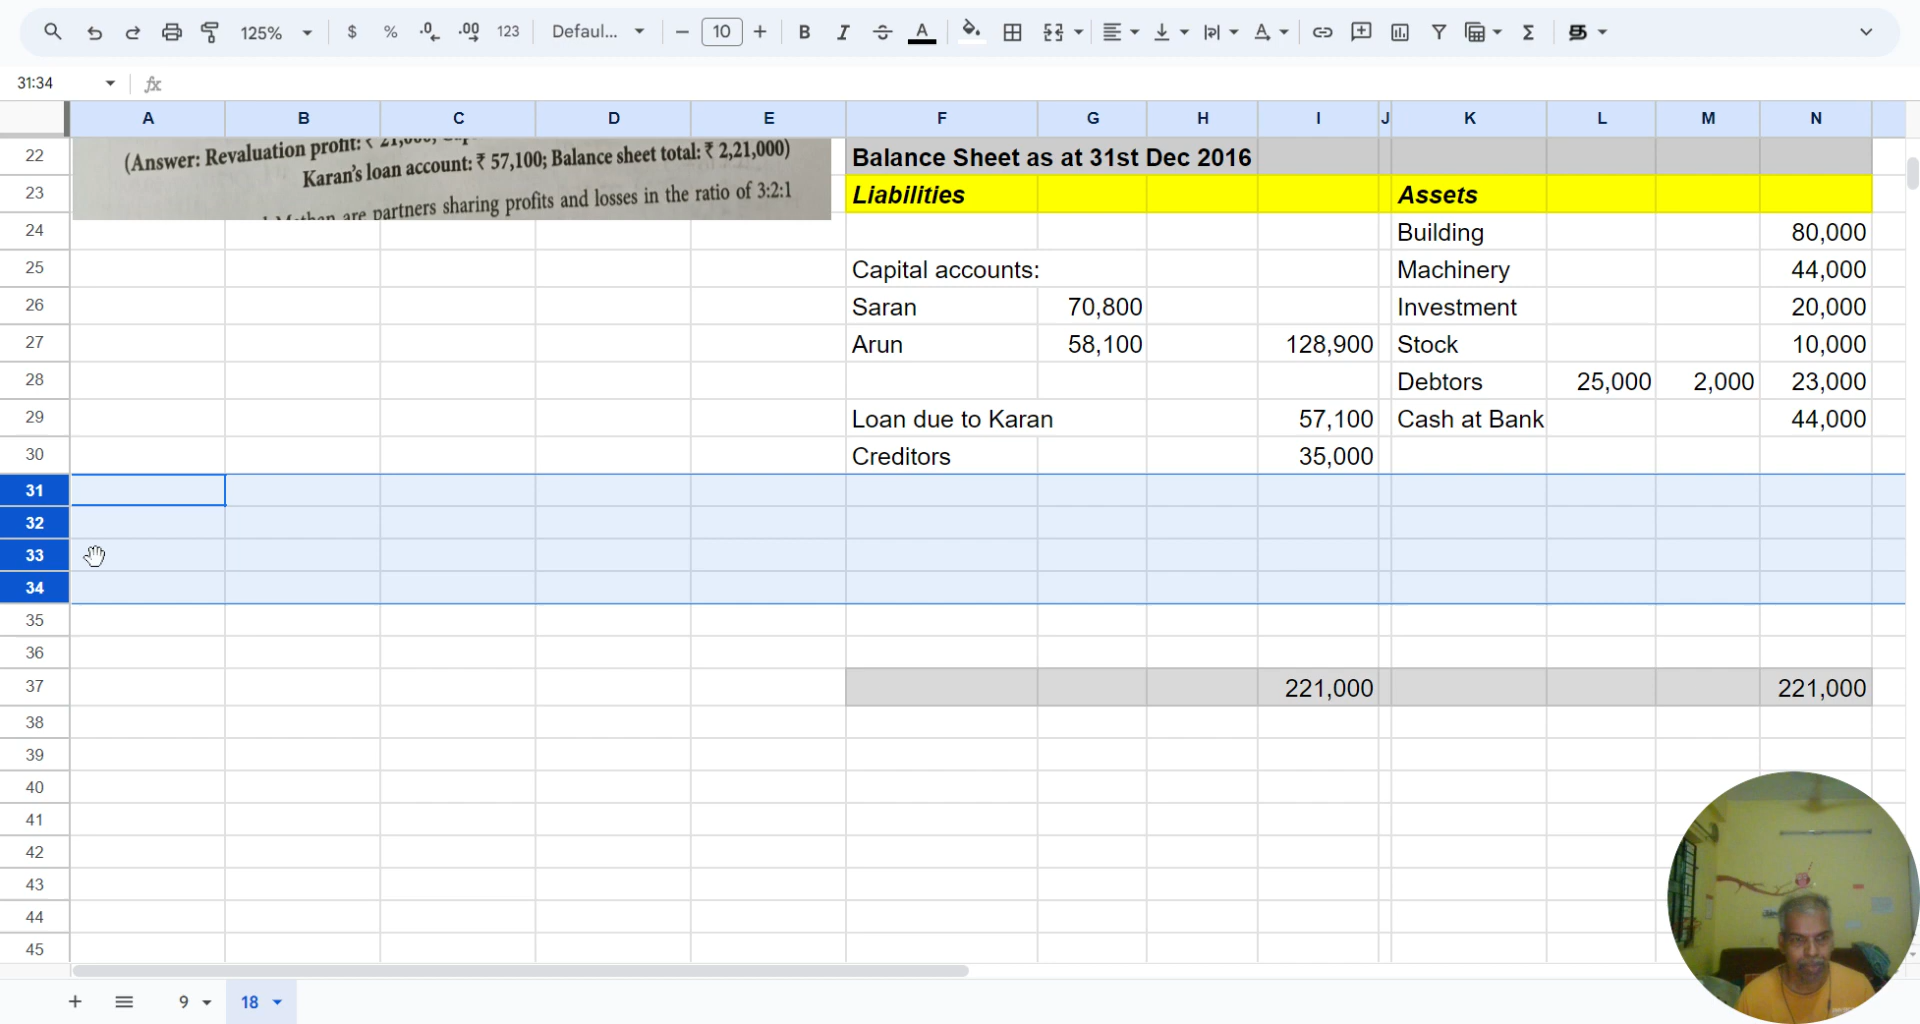 125% $ % .0 .00 123 Defaul... 10 B I A
31:34 fx
A B C D E F G H I J K L M N
22 Balance Sheet as at 31st Dec 2016
(Answer: Revaluation profit: ₹
Karan's loan account: ₹ 57,100; Balance sheet total: ₹ 2,21,000)
are partners sharing profits and losses in the ratio of 3:2:1
23 Liabilities Assets
24 Building 80,000
25 Capital accounts: Machinery 44,000
26 Saran 70,800 Investment 20,000
27 Arun 58,100 128,900 Stock 10,000
28 Debtors 25,000 2,000 23,000
29 Loan due to Karan 57,100 Cash at Bank 44,000
30 Creditors 35,000
31
32
33
34
35
36
37 221,000 221,000
38
39
40
41
42
43
44
45
+ 9 18